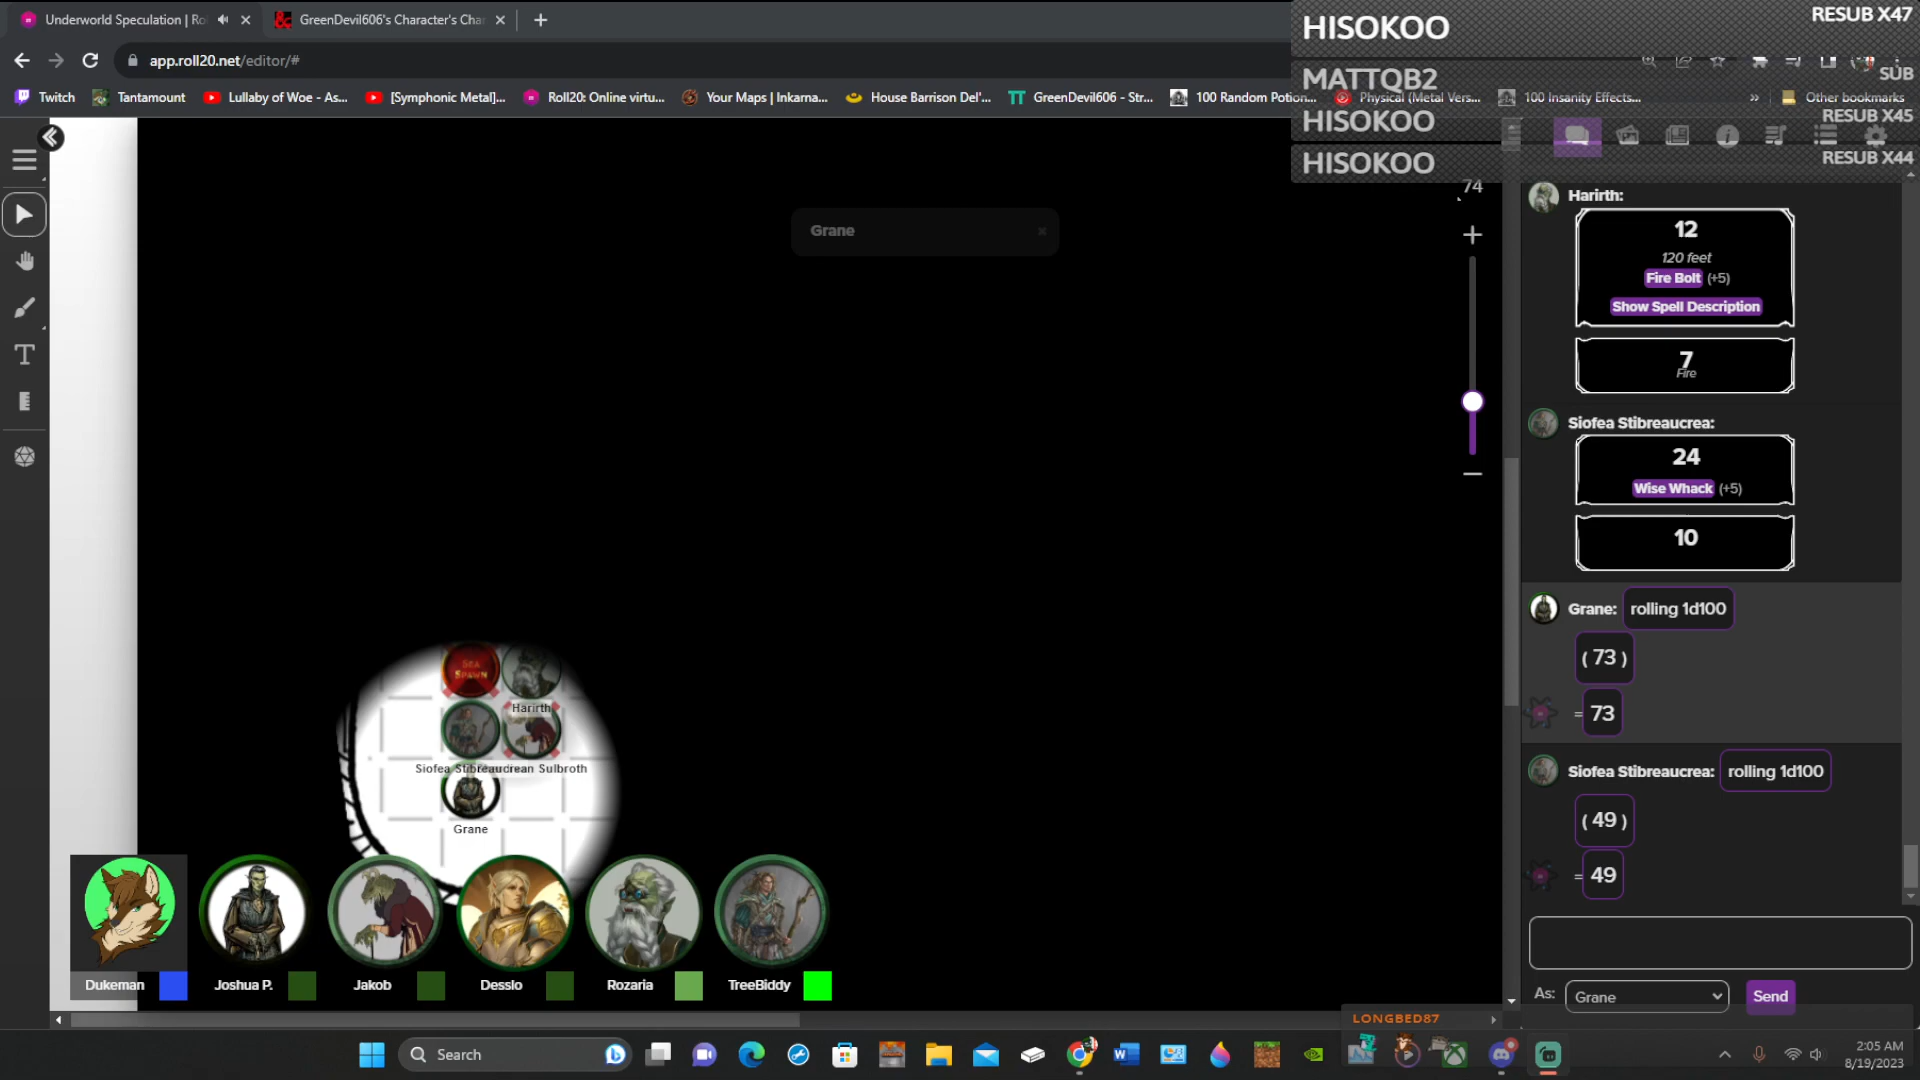 Underworld Speculation | Ro
GreenDevil606's Character's Cha
HISOKOO
RESUB X47
app.roll20.net/editor/#
MATTQB2
SUB
Twitch
Tantamount
Lullaby of Woe - As...
[Symphonic Metal]...
Roll20: Online virtu...
Your Maps | Inkarna...
House Barrison Del'...
GreenDevil606 - Str...
100 Random Potion...
Physical (Metal Vers...
100 Insanity Effects...
»
Other bookmarks
HISOKOO
RESUB X45
HISOKOO
RESUB X44
74
Grane
Harirth:
12
120 feet
Fire Bolt (+5)
Show Spell Description
7
Fire
Siofea Stibreaucrea:
24
Wise Whack (+5)
10
Grane: rolling 1d100
(73)
=73
Siofea Stibreaucrea: rolling 1d100
(49)
=49
SEA
SPAWN
Harirth
Siofea Stibreaucrean Sulbroth
Grane
Dukeman
Joshua P.
Jakob
Desslo
Rozaria
TreeBiddy
As:
Grane
Send
LONGBED87
Search
2:05 AM
8/19/2023